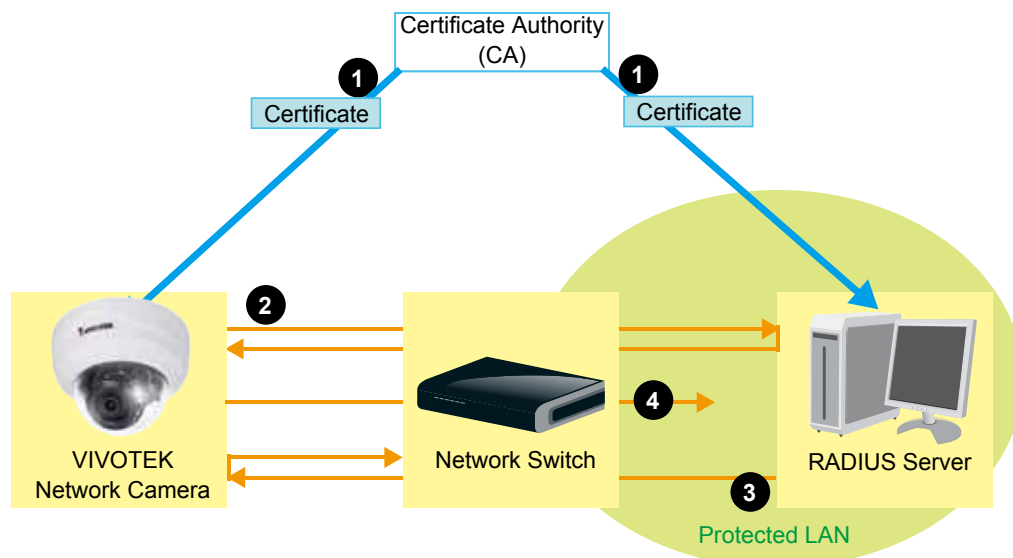 Certificate Authority
(CA)
1
1
Certificate
Certificate
2
4
VIVOTEK
Network Camera
Network Switch
RADIUS Server
3
Protected LAN